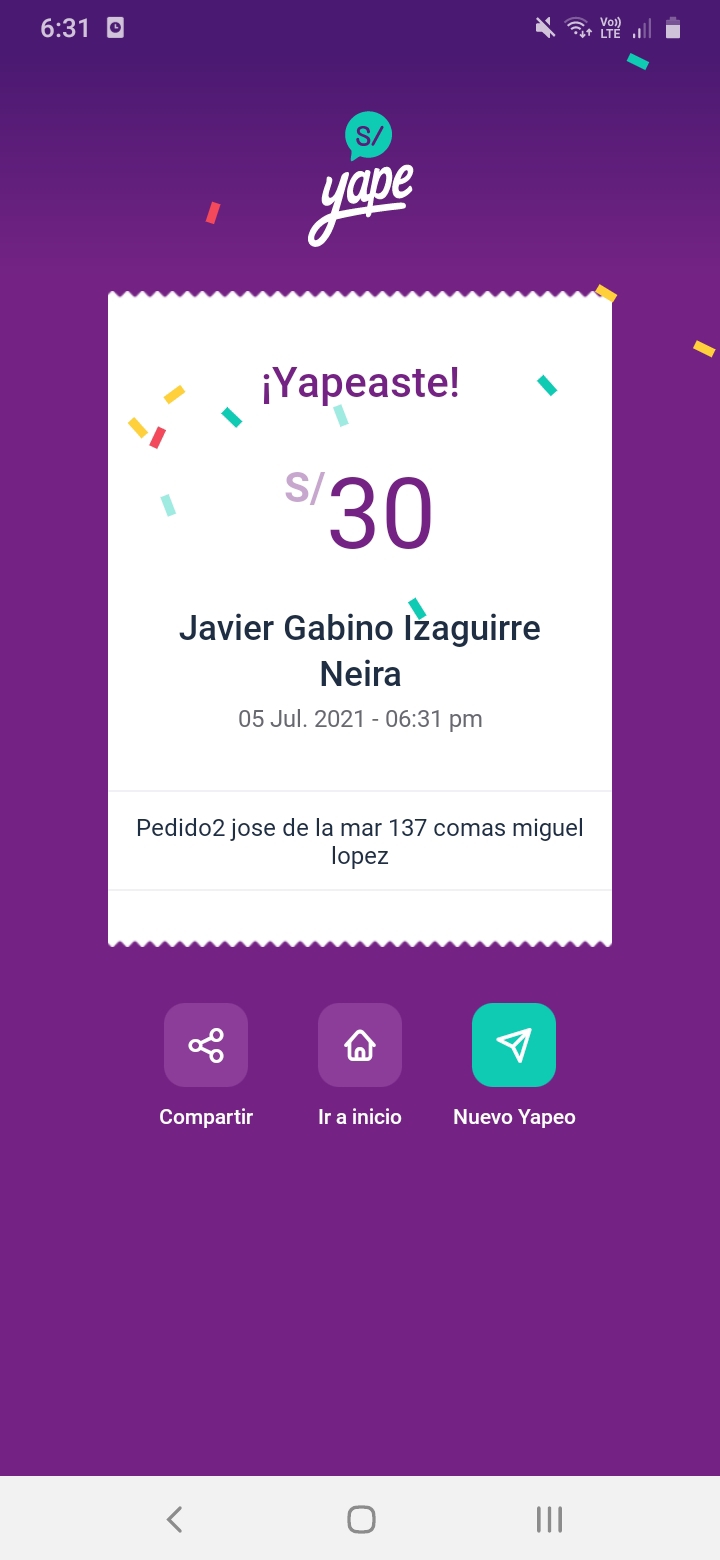 6:31
Vo)) LTE
S/
yape
¡Yapeaste!
S/30
Javier Gabino Izaguirre
Neira
05 Jul. 2021 - 06:31 pm
Pedido2 jose de la mar 137 comas miguel
lopez
Compartir Ir a inicio Nuevo Yapeo